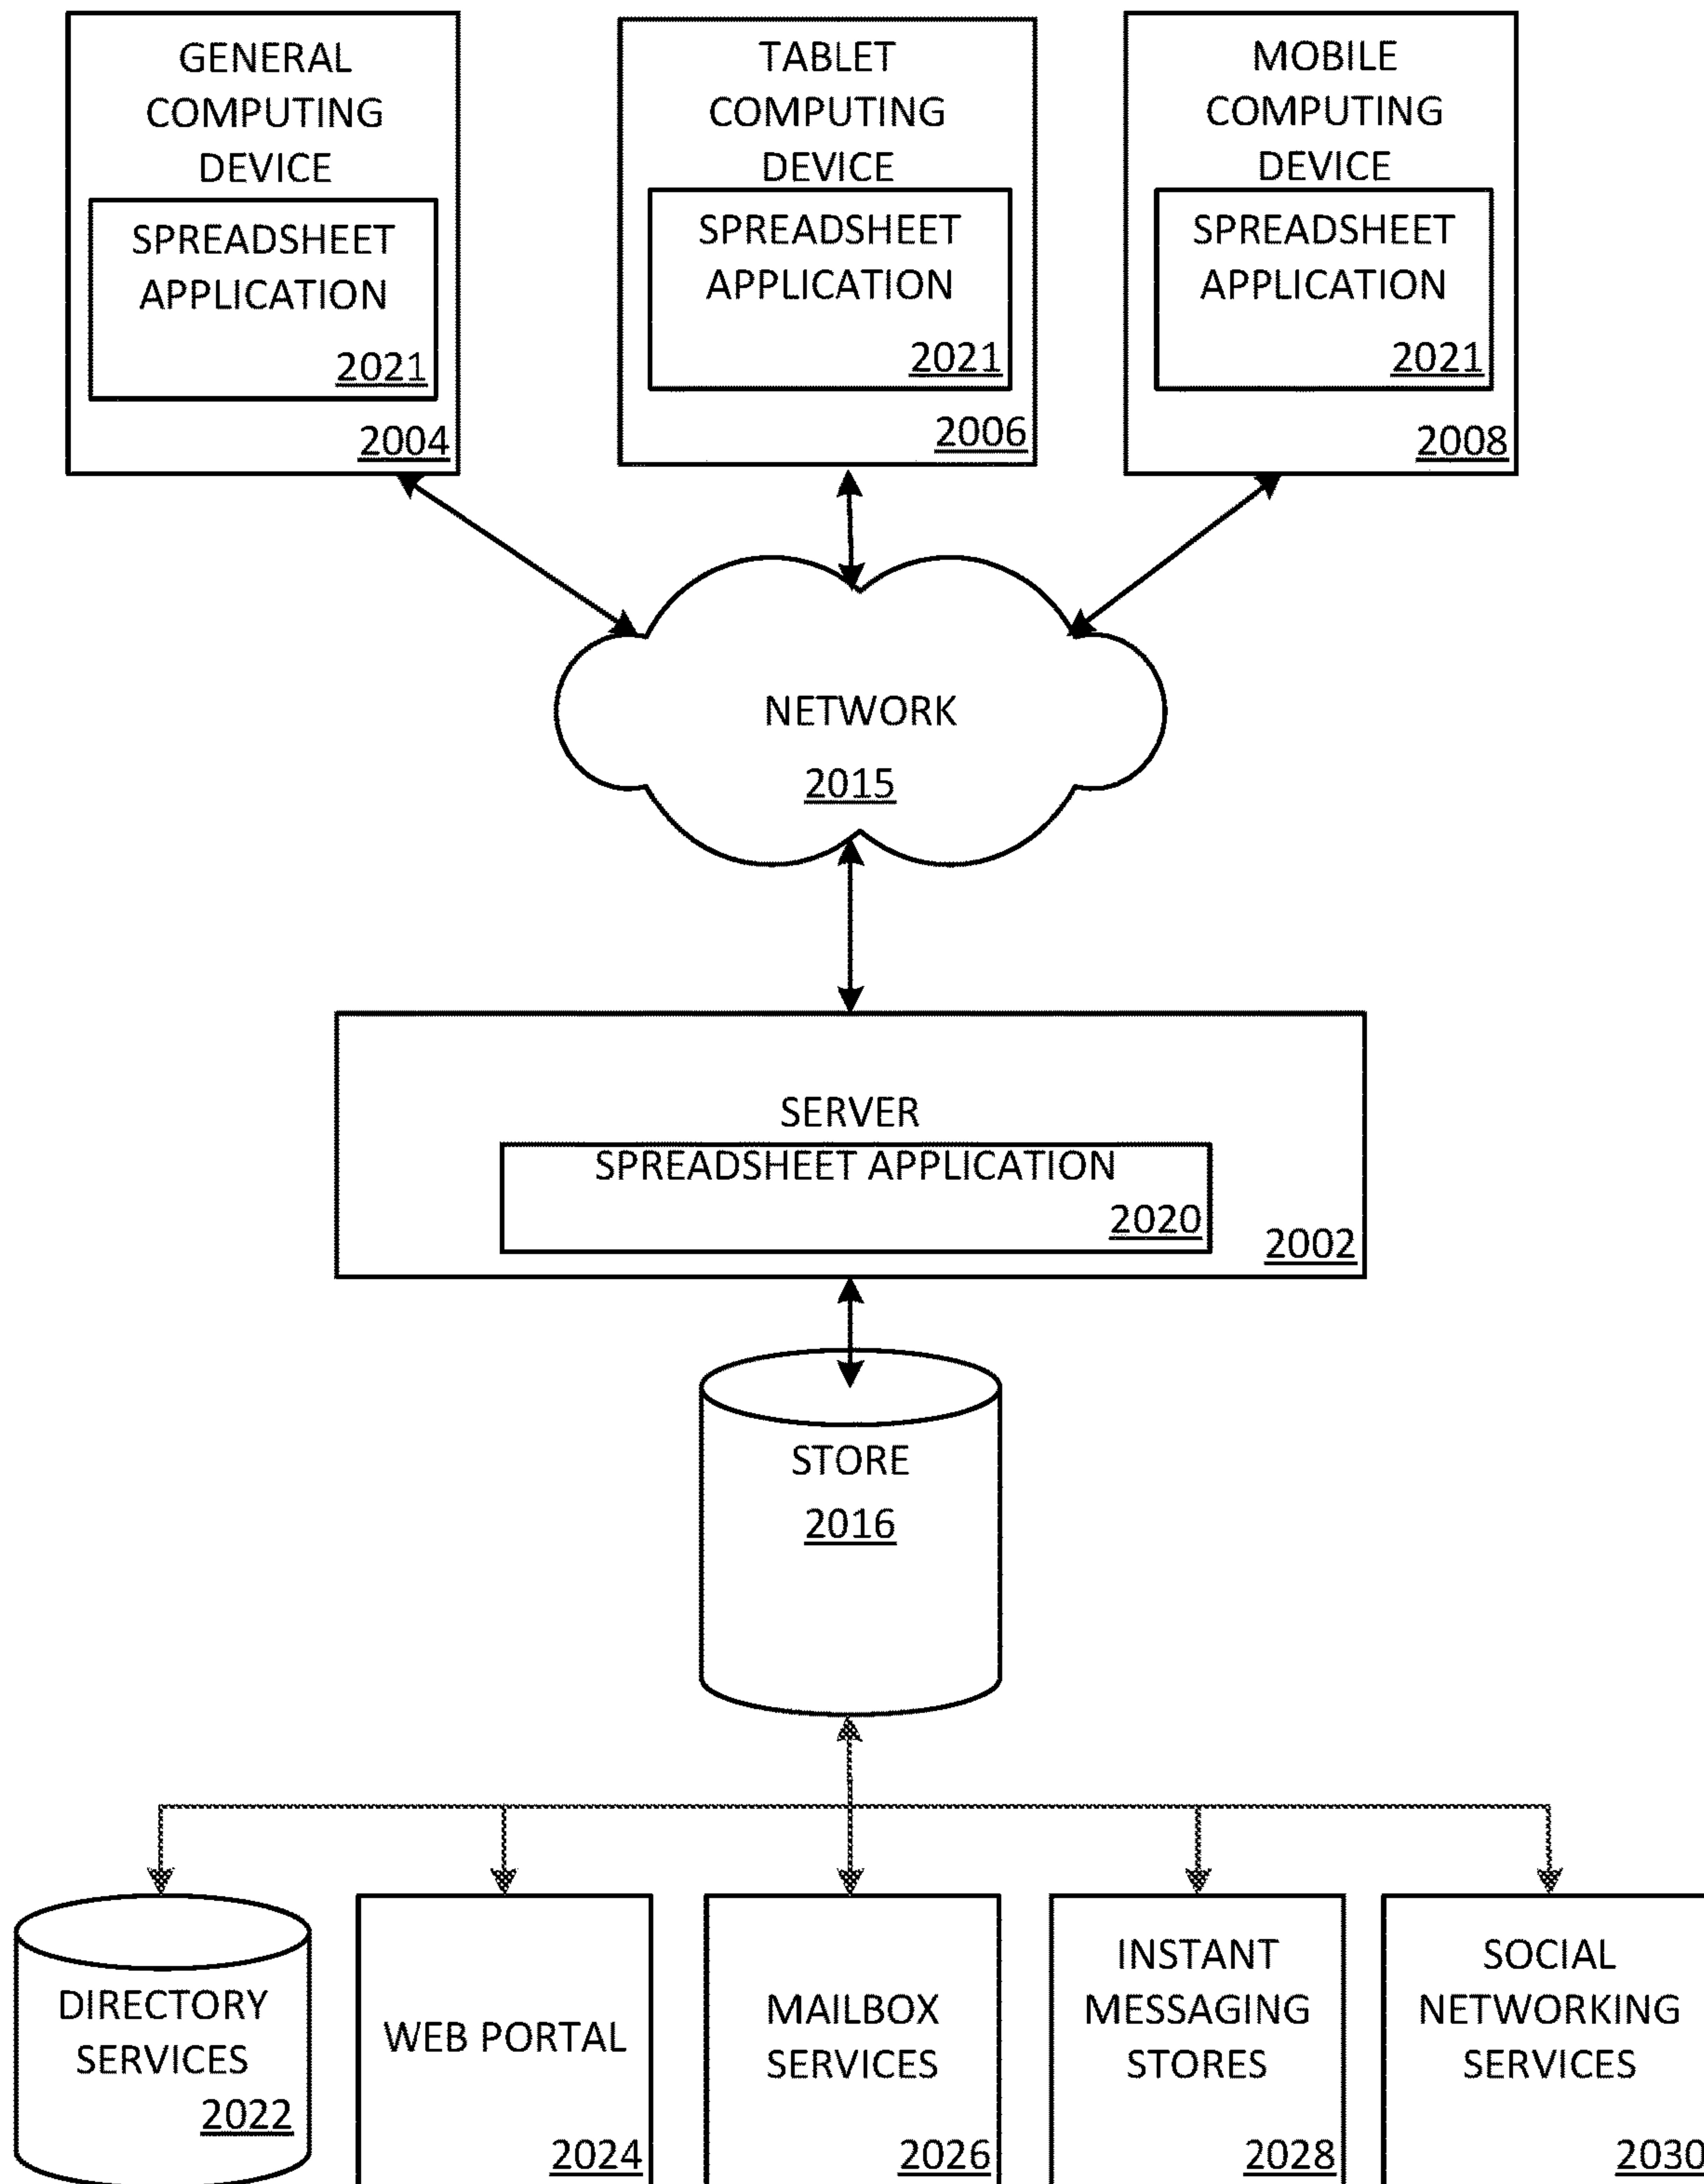 GENERAL
COMPUTING
DEVICE
SPREADSHEET
APPLICATION
2021
2004
TABLET
COMPUTING
DEVICE
SPREADSHEET
APPLICATION
2021
2006
MOBILE
COMPUTING
DEVICE
SPREADSHEET
APPLICATION
2021
2008
NETWORK
2015
SERVER
SPREADSHEET APPLICATION
2020
2002
STORE
2016
DIRECTORY
SERVICES
2022
WEB PORTAL
2024
MAILBOX
SERVICES
2026
INSTANT
MESSAGING
STORES
2028
SOCIAL
NETWORKING
SERVICES
2030